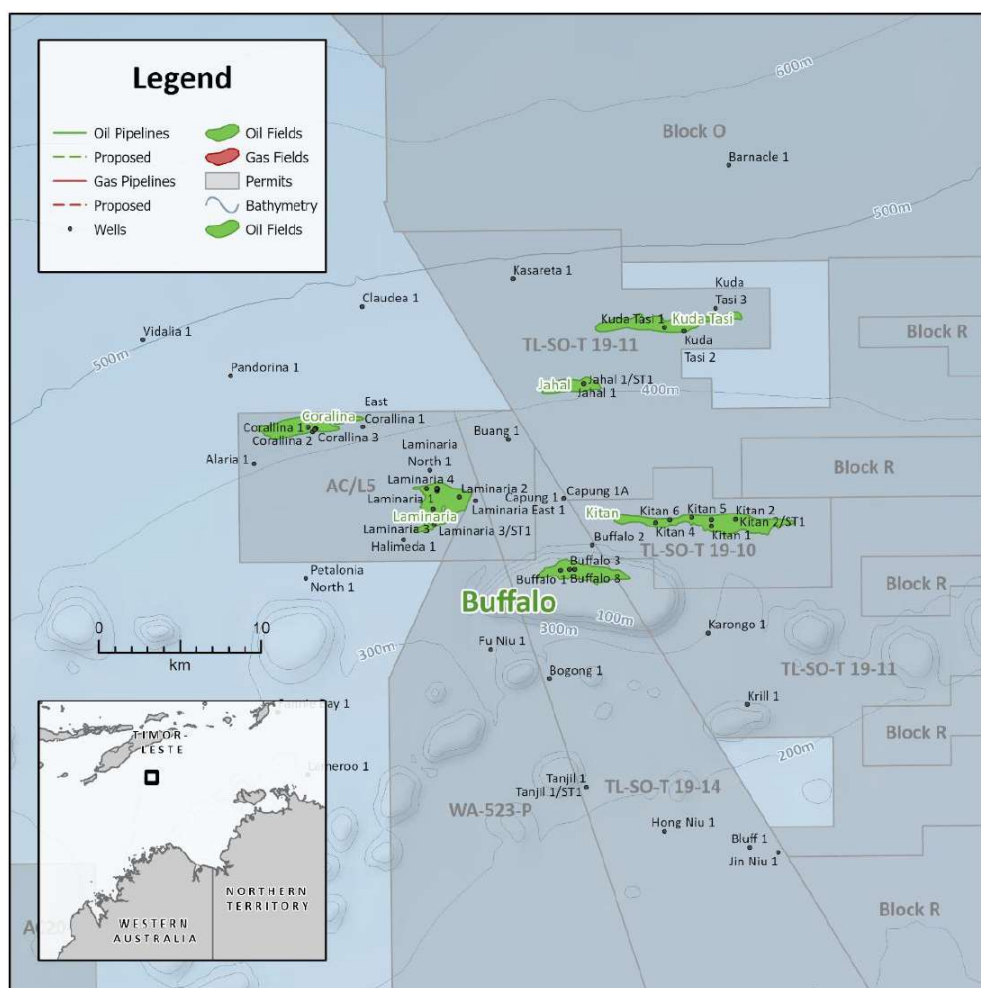 Legend
Oil Pipelines
Proposed
Gas Pipelines
Proposed
Wells
Oil Fields
Gas Fields
Permits
Bathymetry
Oil Fields
600m
Block O
Barnacle 1
500m
Kasareta 1
Claudea 1
Kuda
Tasi 3
Kuda Tasi 1
Kuda Tasi
Kuda
Tasi 2
Vidalia 1
500m
TL-SO-T 19-11
Block R
Pandorina 1
Jahal
Jahal 1/ST1
Jahal 1
400m
East
Corallina 1
Coralina
Corallina 1
Corallina 2
Corallina 3
Buang 1
Laminaria
North 1
Alaria 1
AC/L5
Laminaria 4
Laminaria 2
Laminaria 1
Laminaria East 1
Capung 1
Capung 1A
Block R
Laminaria
Laminaria 3
Laminaria 3/ST1
Halimeda 1
Kitan
Kitan 6
Kitan 5
Kitan 2
Kitan 2/ST1
Kitan 4
Kitan 1
TL-SO-T 19-10
Buffalo 2
Buffalo 3
Buffalo 1
Buffalo 8
Buffalo
Petalonia
North 1
Block R
100m
300m
0
10
km
300m
Fu Niu 1
Karongo 1
Bogong 1
TL-SO-T 19-11
Krill 1
Block R
200m
Lameroo 1
Tanjil 1
Tanjil 1/ST1
TL-SO-T 19-14
WA-523-P
Hong Niu 1
Bluff 1
Jin Niu 1
Block R
TIMOR-
LESTE
NORTHERN
TERRITORY
WESTERN
AUSTRALIA